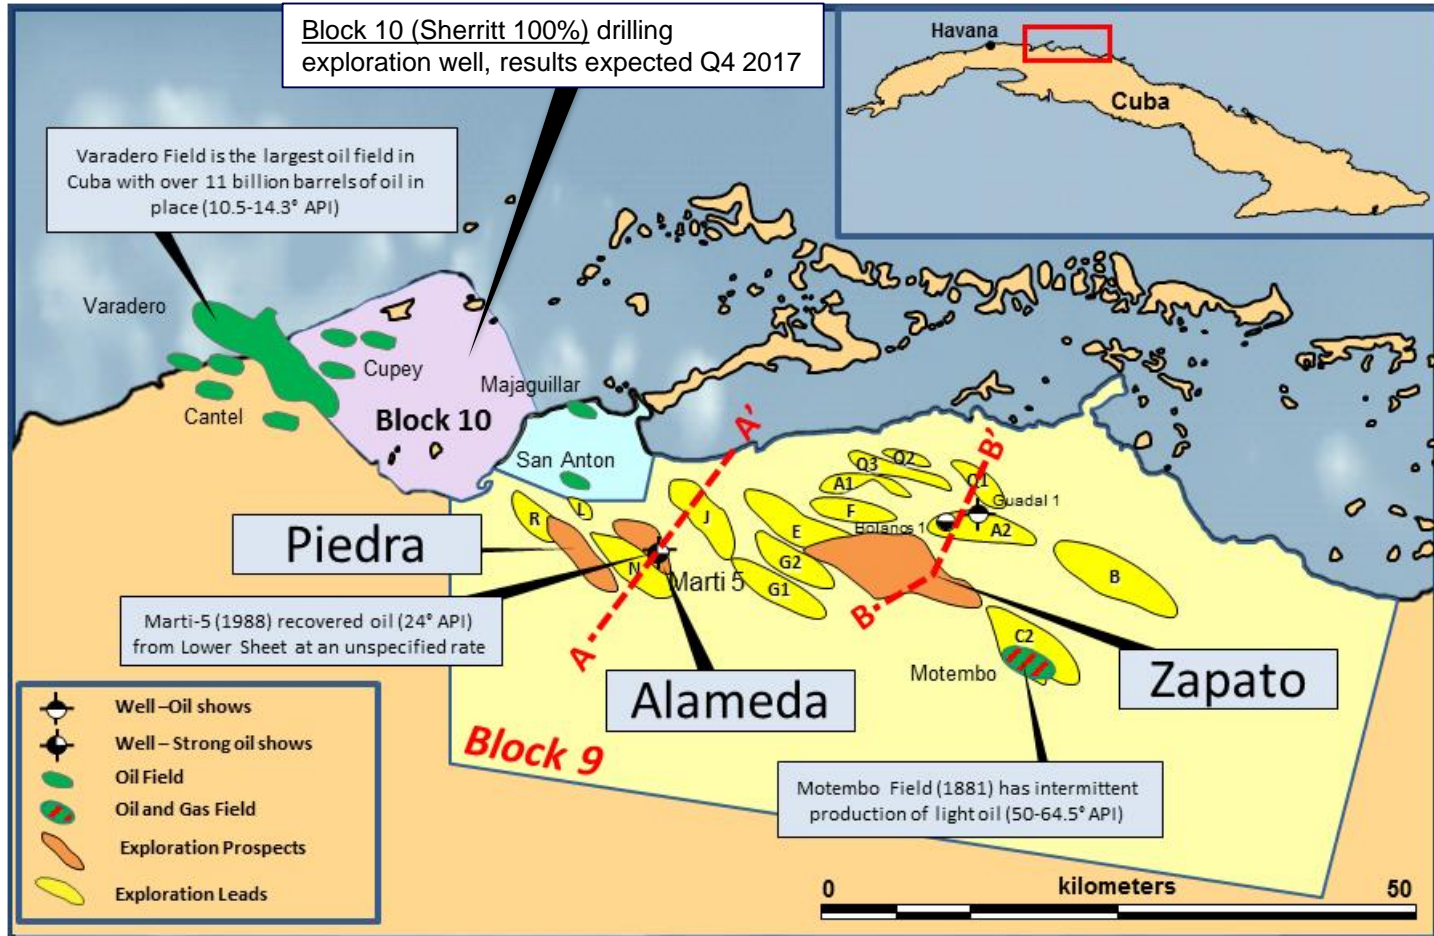 Block 10 (Sherritt 100%) drilling
exploration well, results expected Q4 2017
Havana
Cuba
Varadero Field is the largest oil field in
Cuba with over 11 billion barrels of oil in
place (10.5-14.3° API)
Varadero
Cupey
Cantel
Block 10
Majaguillar
San Anton
A'
B'
Q3
Q2
Q1
A1
Guadal 1
F
Bolanos 1
A2
R
L
J
E
Piedra
N
Marti 5
G2
G1
B
B
Marti-5 (1988) recovered oil (24° API)
from Lower Sheet at an unspecified rate
A
C2
Motembo
Zapato
Alameda
Block 9
Motembo Field (1881) has intermittent
production of light oil (50-64.5° API)
Well –Oil shows
Well – Strong oil shows
Oil Field
Oil and Gas Field
Exploration Prospects
Exploration Leads
0
kilometers
50